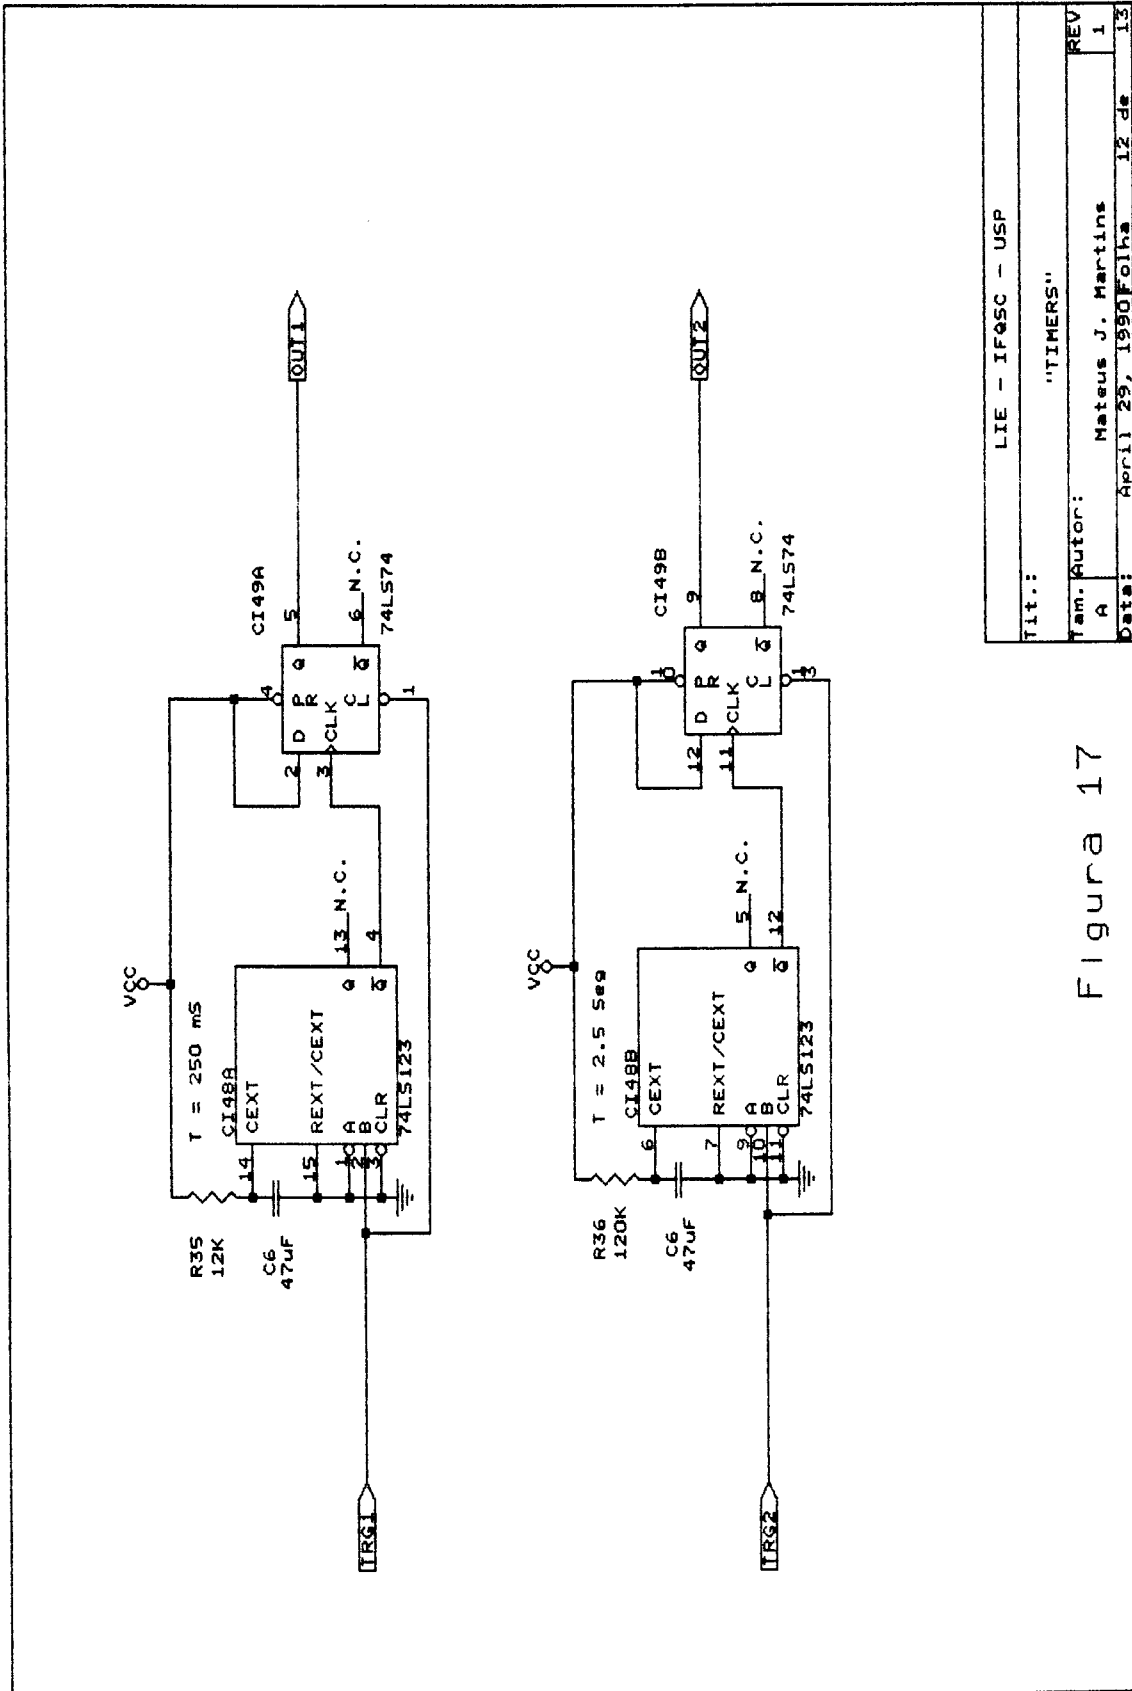 VCC
T = 250 mS
R35
12K
C6
47uF
CI48A
14
CEXT
15
REXT/CEXT
1
A
2
B
3
CLR
74LS123
Q
13
N.C.
Q̅
4
CI49A
4
2
D
PR
Q
5
3
CLK
CL
Q̅
6
N.C.
1
74LS74
TRG1
OUT1
VCC
T = 2.5 Seg
R36
120K
C6
47uF
CI48B
6
CEXT
7
REXT/CEXT
9
A
10
B
11
CLR
74LS123
Q
5
N.C.
Q̅
12
CI49B
10
12
D
PR
Q
9
11
CLK
CL
Q̅
8
N.C.
13
74LS74
TRG2
OUT2
LIE - IFQSC - USP
Tit.:
"TIMERS"
Tam.
Autor:
REV
A
Mateus J. Martins
1
Data: April 29, 1990 Folha 12 de 13
Figura 17